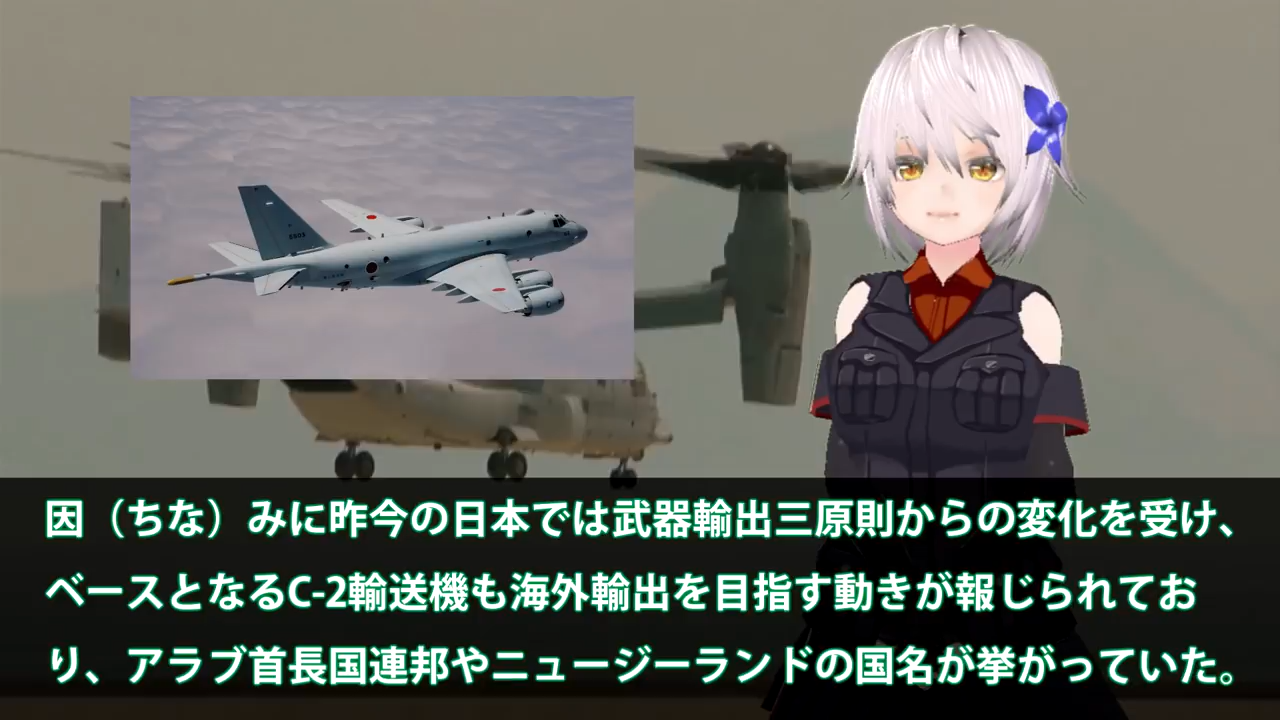 因（ちな）みに昨今の日本では武器輸出三原則からの変化を受け、
ベースとなるC-2輸送機も海外輸出を目指す動きが報じられてお
り、アラブ首長国連邦やニュージーランドの国名が挙がっていた。